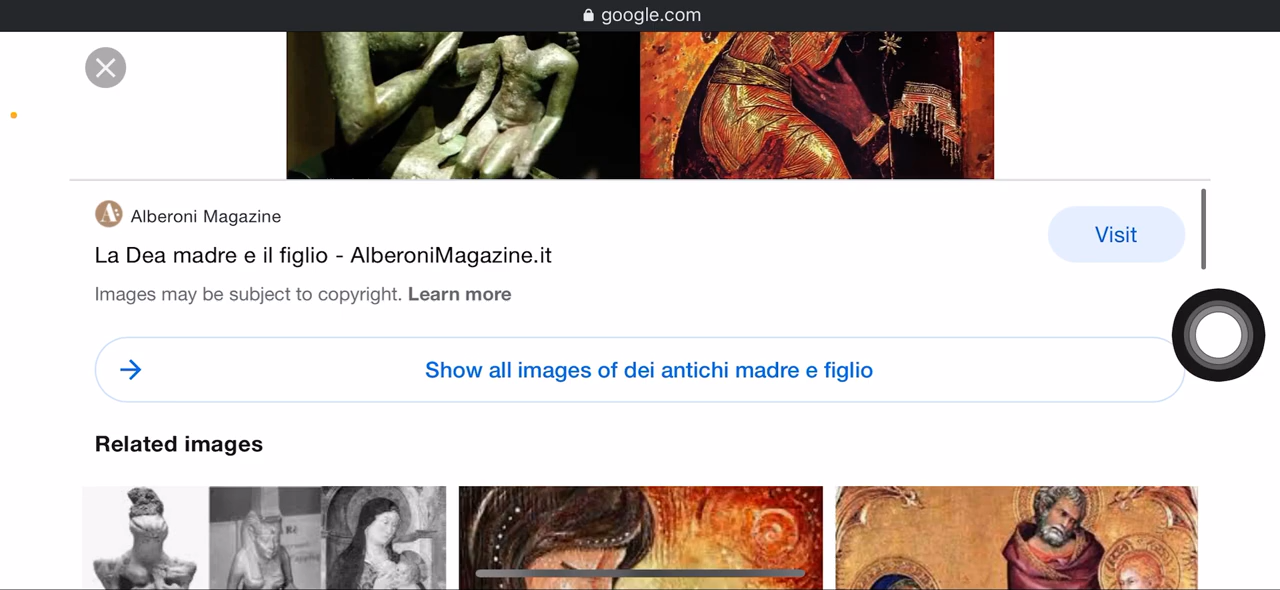 google.com
Alberoni Magazine
Visit
La Dea madre e il figlio - AlberoniMagazine.it
Images may be subject to copyright. Learn more
Show all images of dei antichi madre e figlio
Related images